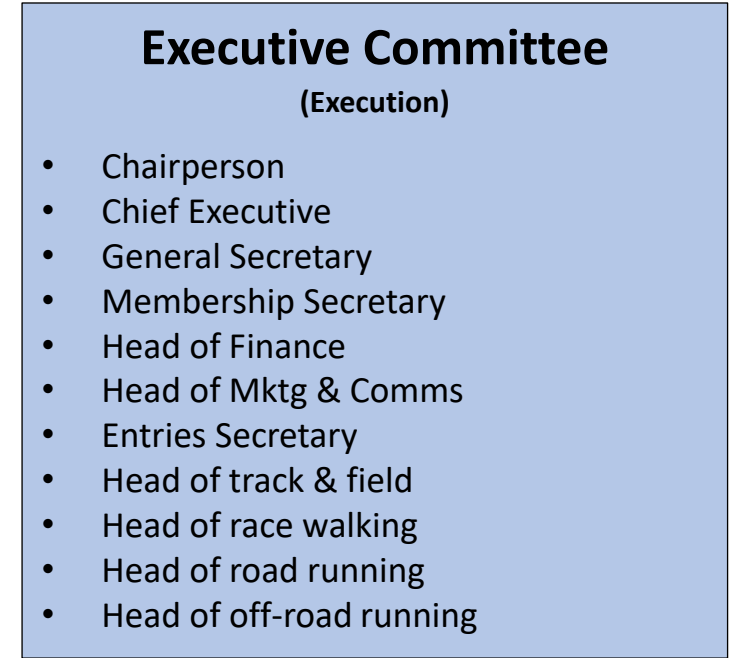 Executive Committee
(Execution)
• Chairperson
• Chief Executive
• General Secretary
• Membership Secretary
• Head of Finance
• Head of Mktg & Comms
• Entries Secretary
• Head of track & field
• Head of race walking
• Head of road running
• Head of off-road running